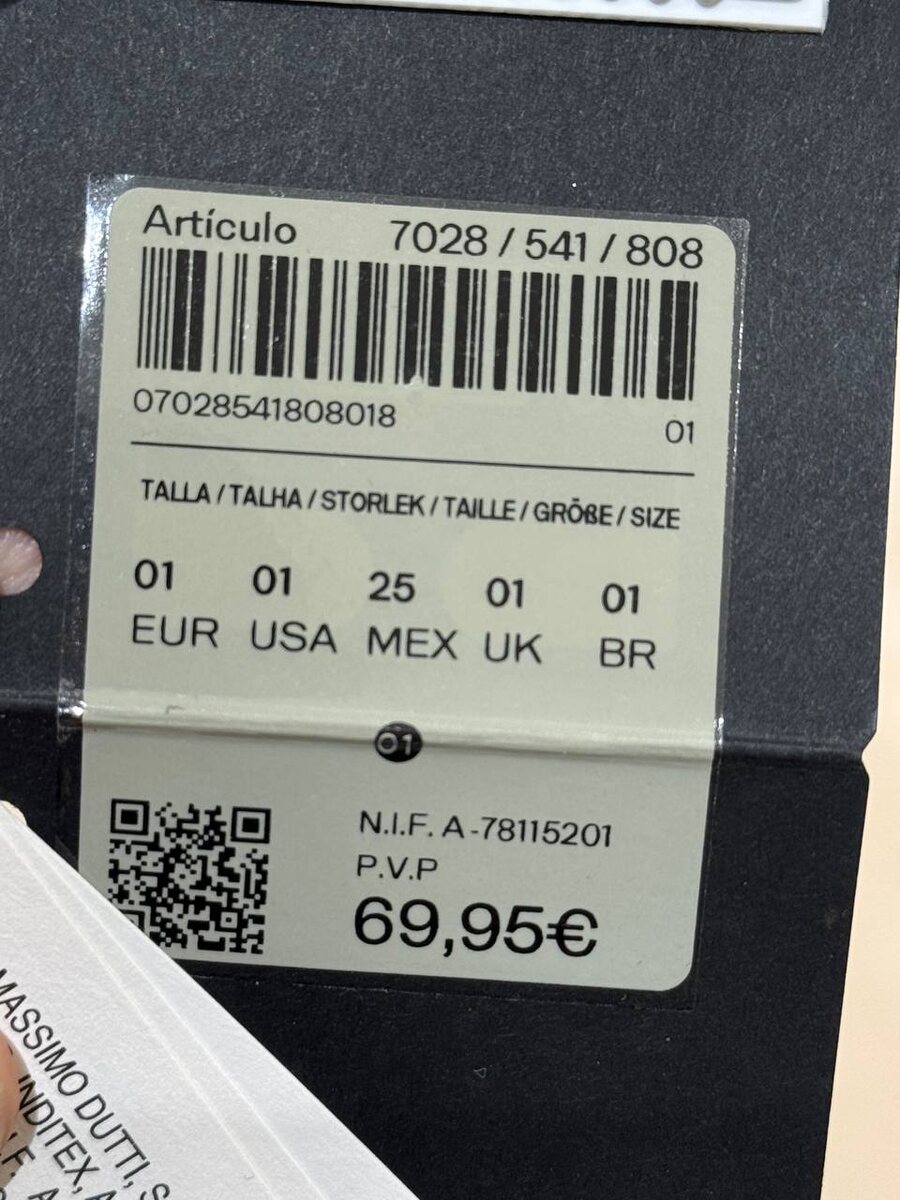 Artículo 7028 / 541 / 808
07028541808018 01
TALLA / TALHA / STORLEK / TAILLE / GRÖßE / SIZE
01 01 25 01 01
EUR USA MEX UK BR
01
N.I.F. A -78115201
P.V.P
69,95€
MASSIMO DUTTI, S
INDITEX, A